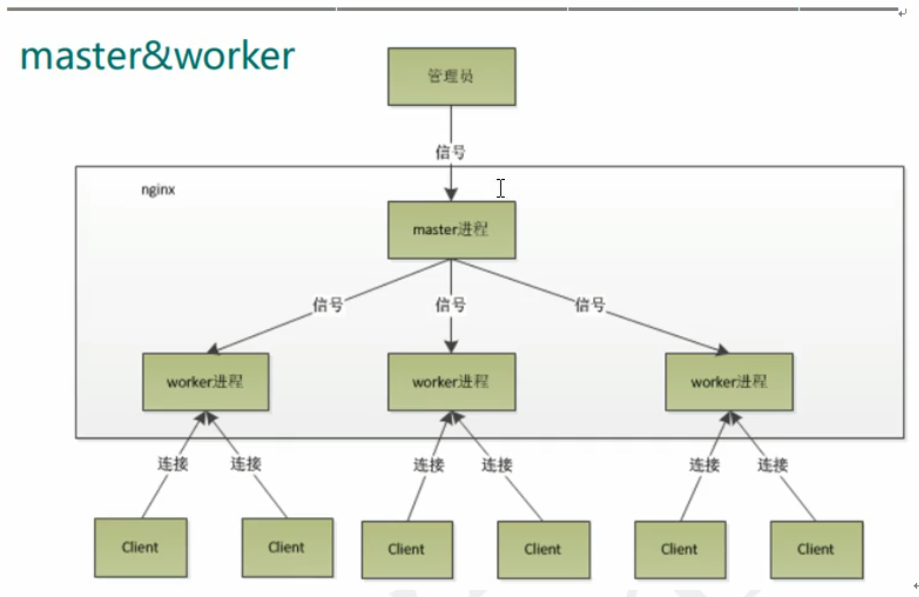 master&worker
管理员
信号
nginx
master进程
信号
信号
信号
worker进程
worker进程
worker进程
连接
连接
连接
连接
连接
连接
Client
Client
Client
Client
Client
Client